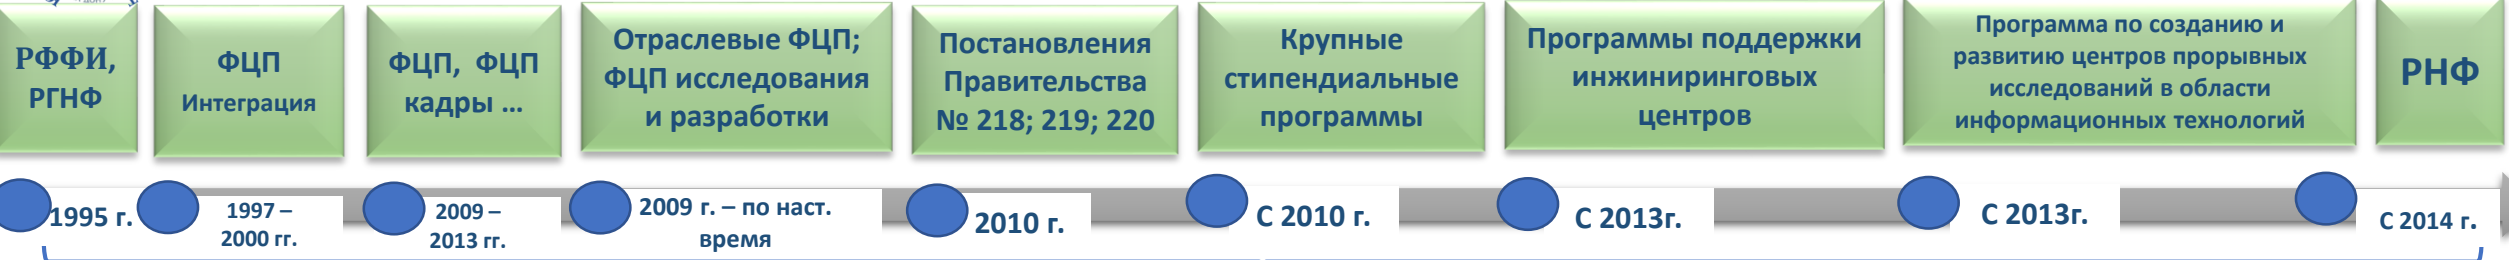 РФФИ,
РГНФ
ФЦП
Интеграция
ФЦП, ФЦП
кадры ...
Отраслевые ФЦП;
ФЦП исследования
и разработки
Постановления
Правительства
№ 218; 219; 220
Крупные
стипендиальные
программы
Программы поддержки
инжиниринговых
центров
Программа по созданию и
развитию центров прорывных
исследований в области
информационных технологий
РНФ
1995 г.
1997 –
2000 гг.
2009 –
2013 гг.
2009 г. – по наст.
время
2010 г.
С 2010 г.
С 2013г.
С 2013г.
С 2014 г.